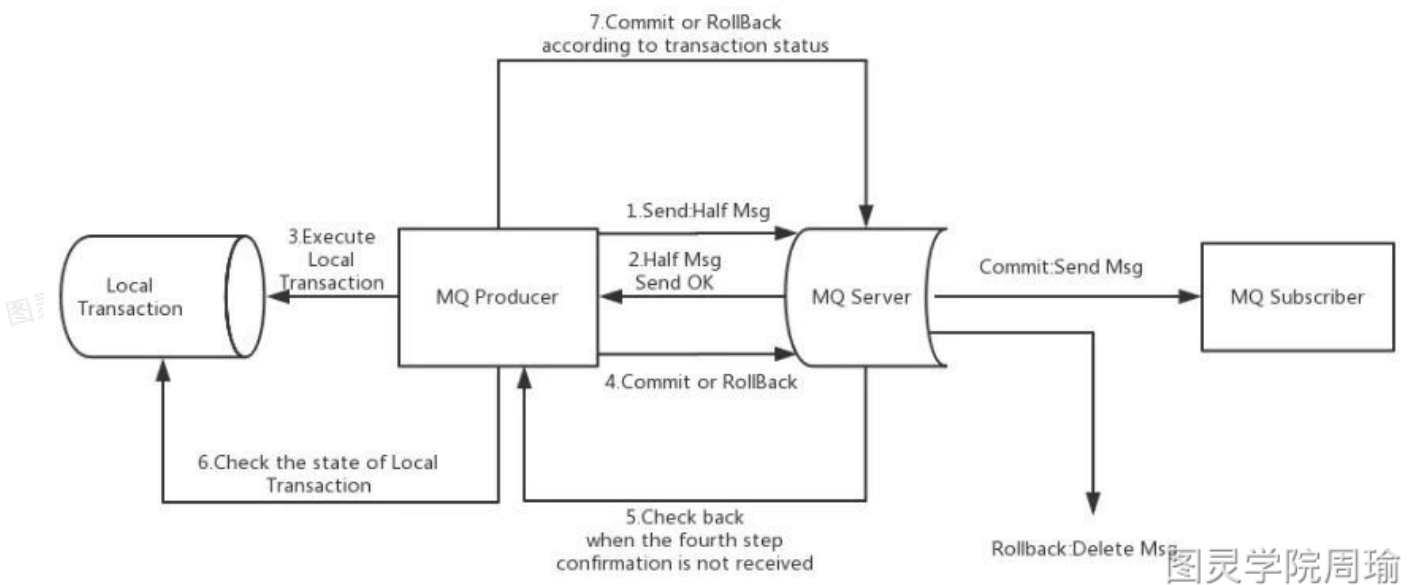 7.Commit or RollBack
according to transaction status
1.Send:Half Msg
3.Execute
Local
Transaction
2.Half Msg
Send OK
Local
Transaction
MQ Producer
MQ Server
Commit:Send Msg
MQ Subscriber
4.Commit or RollBack
6.Check the state of Local
Transaction
5.Check back
when the fourth step
confirmation is not received
Rollback:Delete Msg
图灵学院周瑜